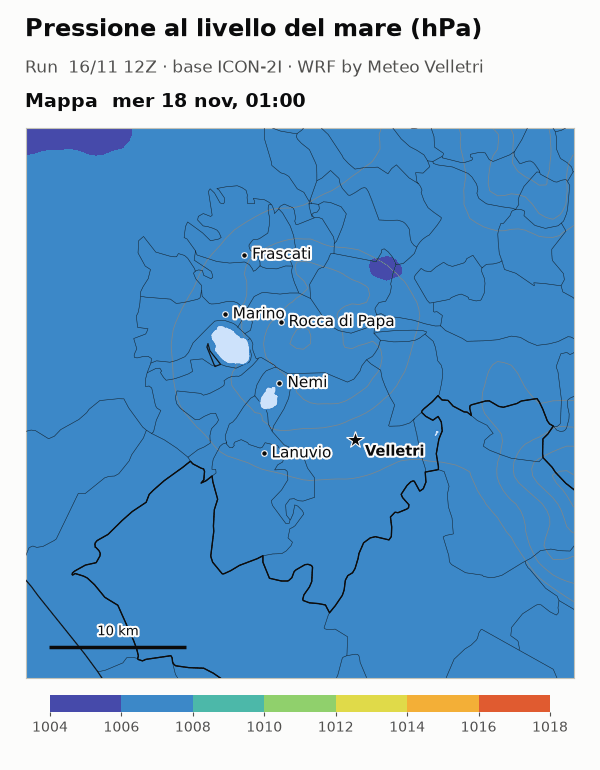 Pressione al livello del mare (hPa)
Run  16/11 12Z · base ICON-2I · WRF by Meteo Velletri
Mappa  mer 18 nov, 01:00
Frascati
Marino
Rocca di Papa
Nemi
Velletri
Lanuvio
10 km
1004 1006 1008 1010 1012 1014 1016 1018